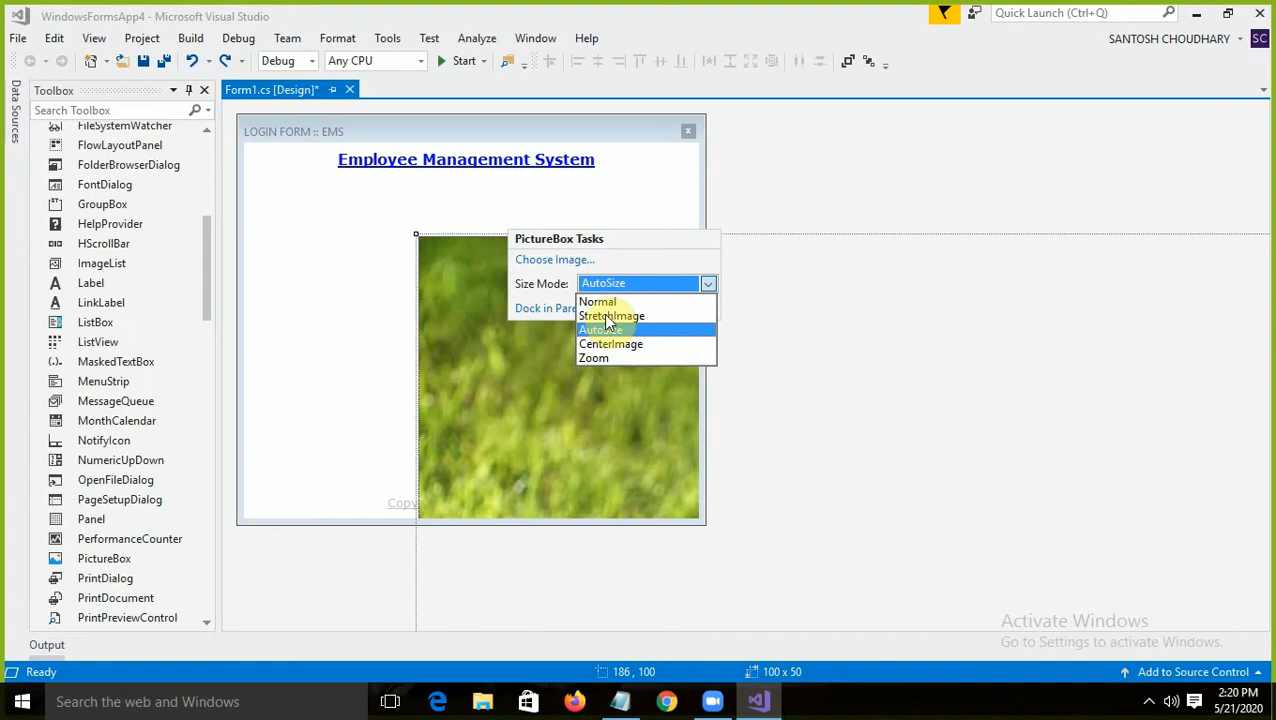 WindowsFormsApp4 - Microsoft Visual Studio
Quick Launch (Ctrl+Q)
File Edit View Project Build Debug Team Format Tools Test Analyze Window Help
SANTOSH CHOUDHARY SC
Debug Any CPU Start
Data Sources
Toolbox
Form1.cs [Design]*
Search Toolbox
FileSystemWatcher
FlowLayoutPanel
FolderBrowserDialog
FontDialog
GroupBox
HelpProvider
HScrollBar
ImageList
Label
LinkLabel
ListBox
ListView
MaskedTextBox
MenuStrip
MessageQueue
MonthCalendar
NotifyIcon
NumericUpDown
OpenFileDialog
PageSetupDialog
Panel
PerformanceCounter
PictureBox
PrintDialog
PrintDocument
PrintPreviewControl
LOGIN FORM :: EMS
Employee Management System
PictureBox Tasks
Choose Image...
Size Mode: AutoSize
Normal
StretchImage
AutoSize
CenterImage
Zoom
Dock in Pare
Copy
Activate Windows
Go to Settings to activate Windows.
Output
Ready 186 , 100 100 x 50 Add to Source Control
Search the web and Windows
2:20 PM
5/21/2020